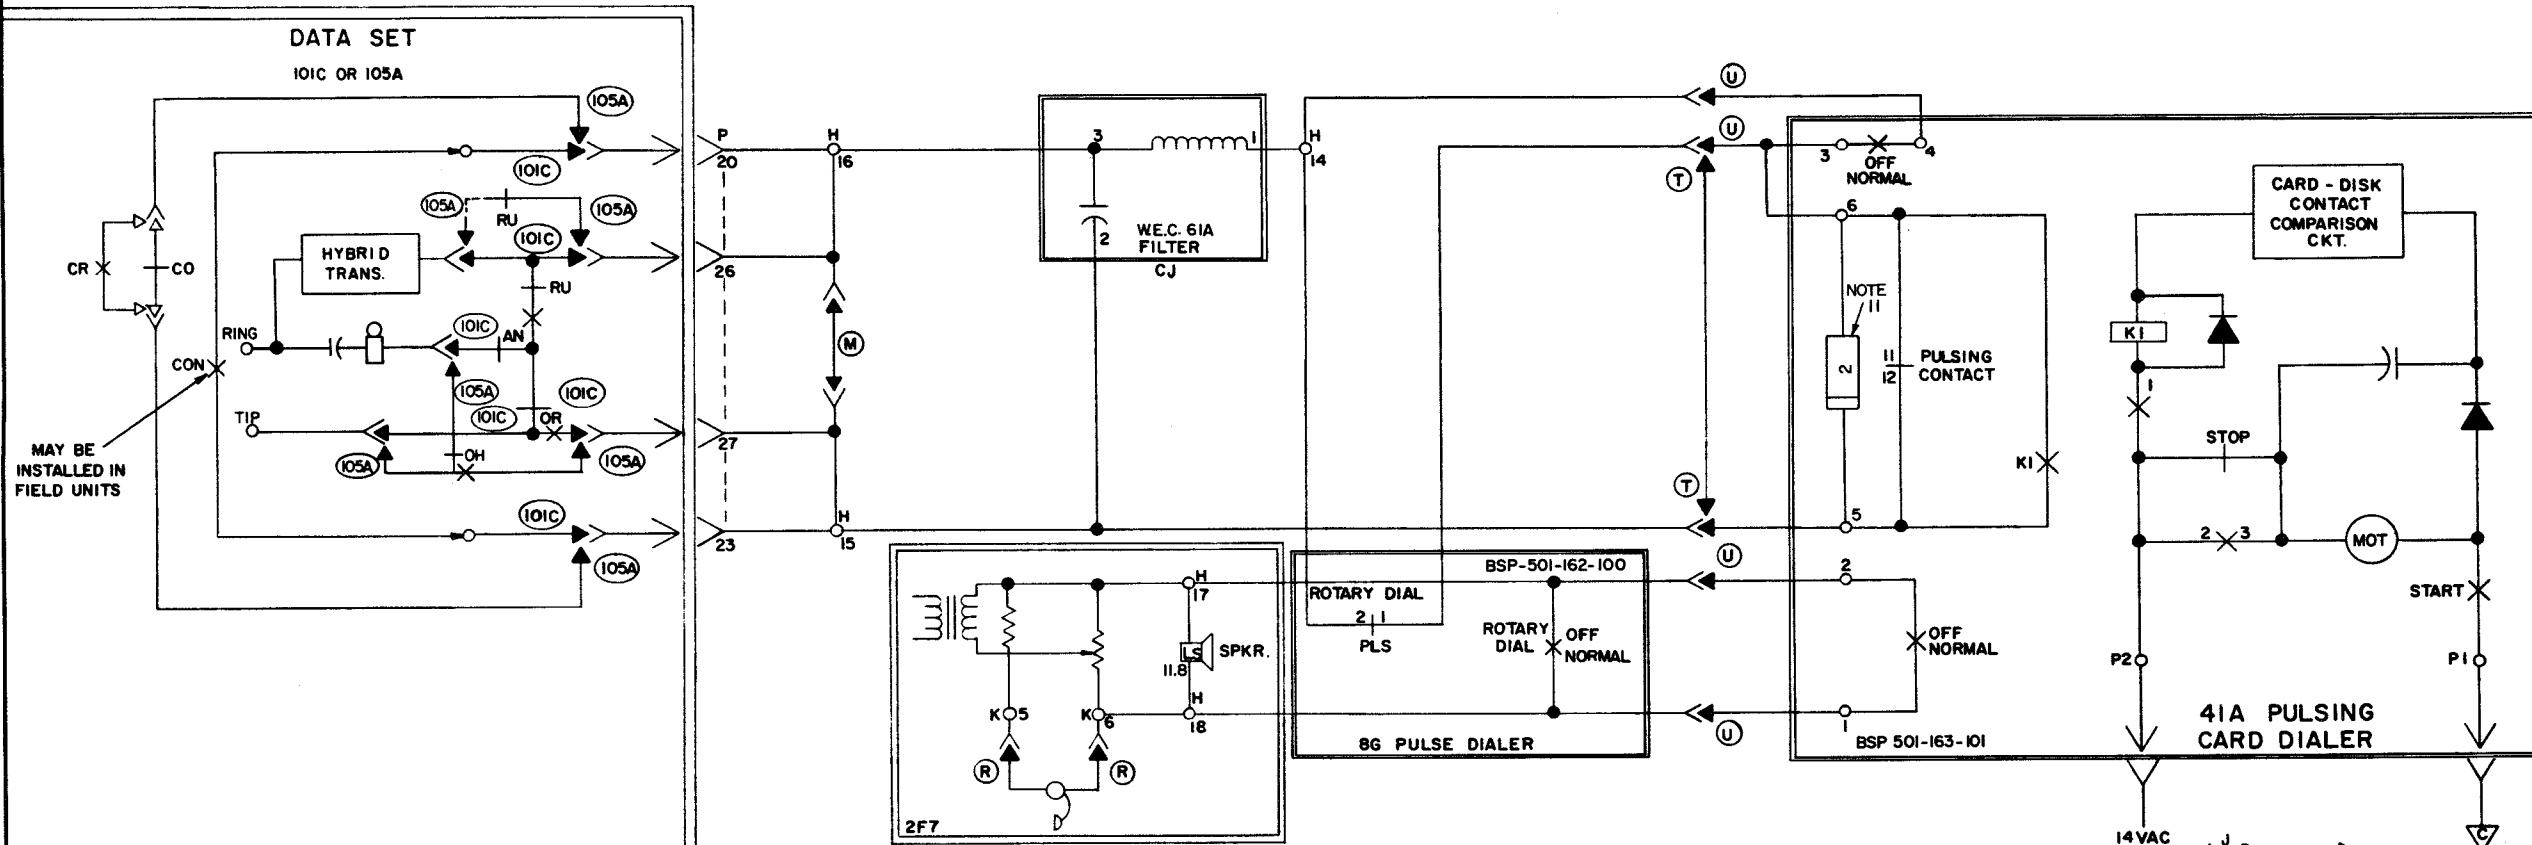 DATA SET
101C OR 105A
105A
101C
105A
RU
105A
101C
HYBRID
TRANS.
RU
CR
CO
RING
101C
AN
CON
105A
101C
101C
TIP
OR
OH
105A
105A
MAY BE
INSTALLED IN
FIELD UNITS
101C
105A
P
20
26
27
23
H
16
M
H
15
3
1
2
W.E.C. 61A
FILTER
CJ
H
14
U
U
T
T
U
U
3
4
OFF
NORMAL
6
NOTE
11
2
11
12
PULSING
CONTACT
K1
5
2
OFF
NORMAL
1
BSP 501-163-101
CARD - DISK
CONTACT
COMPARISON
CKT.
K1
1
STOP
2
3
MOT
START
P2
P1
41A PULSING
CARD DIALER
14VAC
C
J
H
17
LS
SPKR.
11.8
H
18
K
5
K
6
R
R
2F7
BSP-501-162-100
ROTARY DIAL
2
1
PLS
ROTARY
DIAL
OFF
NORMAL
8G PULSE DIALER